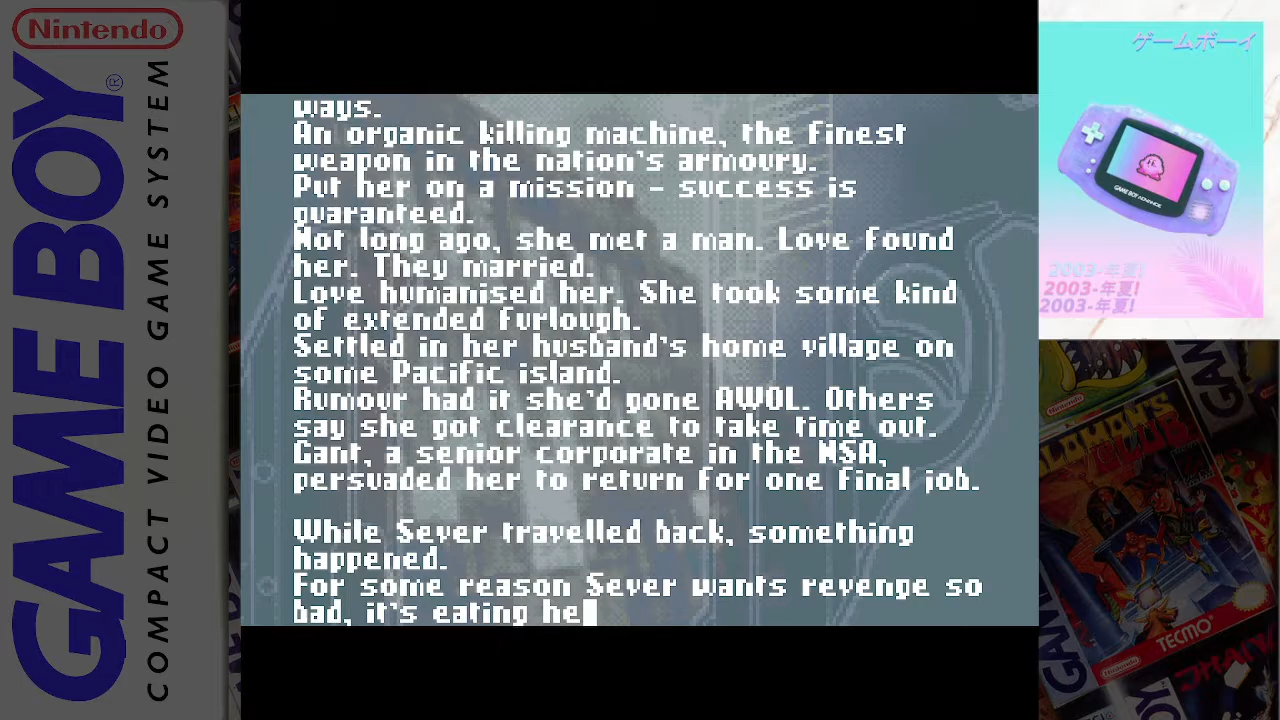 Nintendo
GAME BOY
®
COMPACT VIDEO GAME SYSTEM
ways.
An organic killing machine, the finest
weapon in the nation's armoury.
Put her on a mission - success is
guaranteed.
Not long ago, she met a man. Love found
her. They married.
Love humanised her. She took some kind
of extended furlough.
Settled in her husband's home village on
some Pacific island.
Rumour had it she'd gone AWOL. Others
say she got clearance to take time out.
Gant, a senior corporate in the NSA,
persuaded her to return for one final job.
While Sever travelled back, something
happened.
For some reason Sever wants revenge so
bad, it's eating he
ゲームボーイ
GAME BOY ADVANCE
2003-年夏!
2003-年夏!
2003-年夏!
Nintendo
CLUB
TECMO
Nintendo